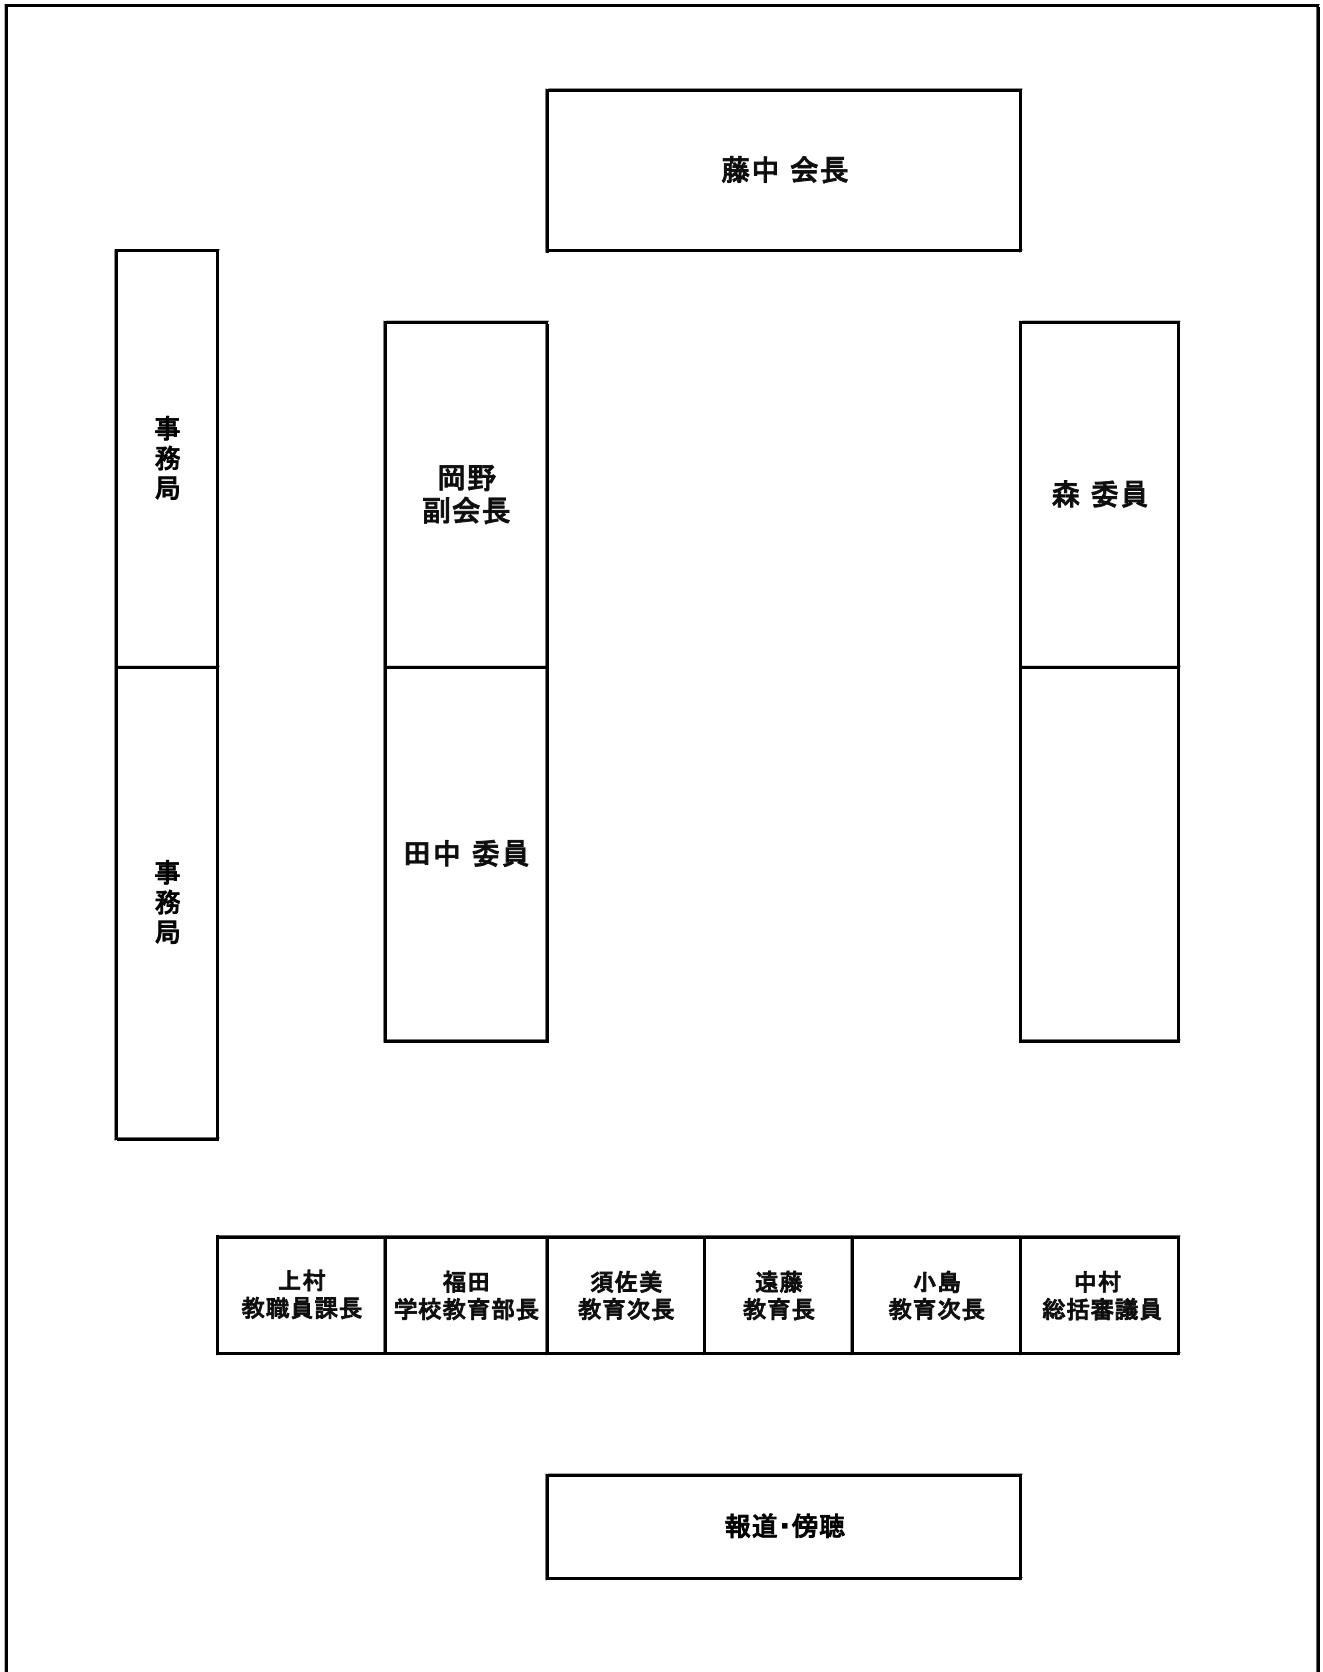 藤中 会長
事務局
岡野
副会長
森 委員
田中 委員
事務局
上村
教職員課長
福田
学校教育部長
須佐美
教育次長
遠藤
教育長
小島
教育次長
中村
総括審議員
報道・傍聴